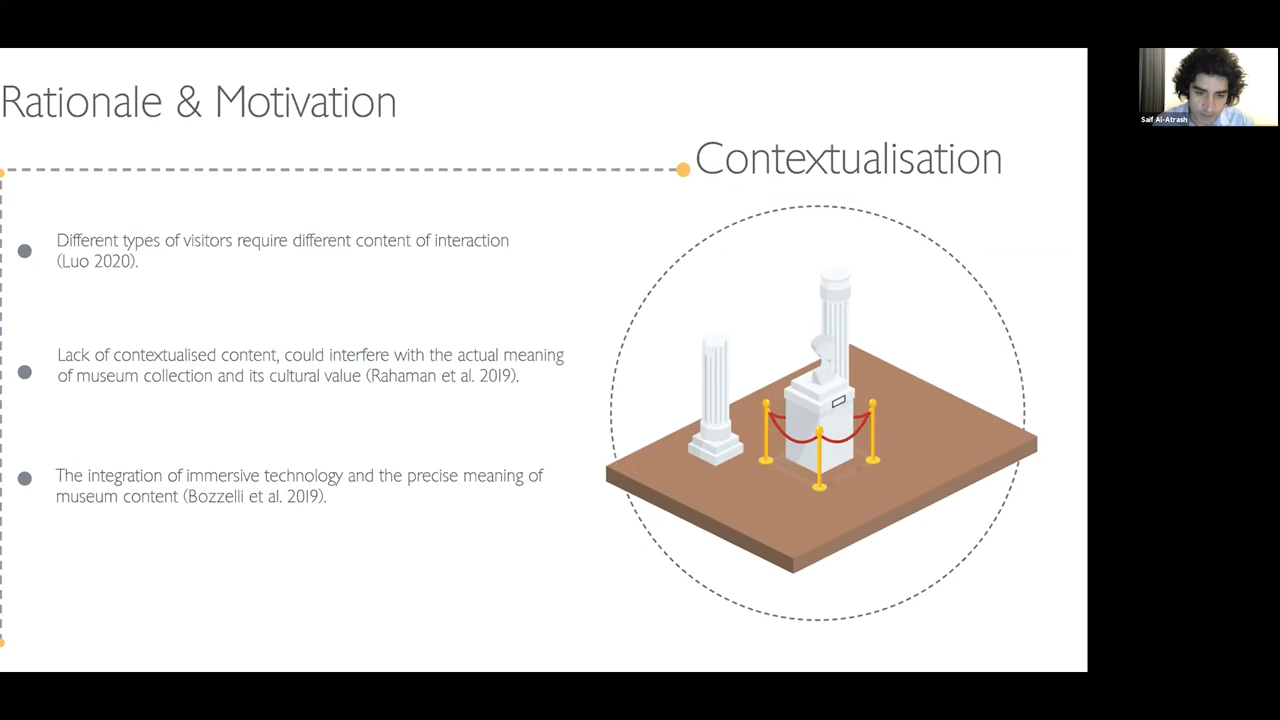 Rationale & Motivation
Contextualisation
Different types of visitors require different content of interaction
(Luo 2020).
Lack of contextualised content, could interfere with the actual meaning
of museum collection and its cultural value (Rahaman et al. 2019).
The integration of immersive technology and the precise meaning of
museum content (Bozzelli et al. 2019).
Saif Al-Atrash